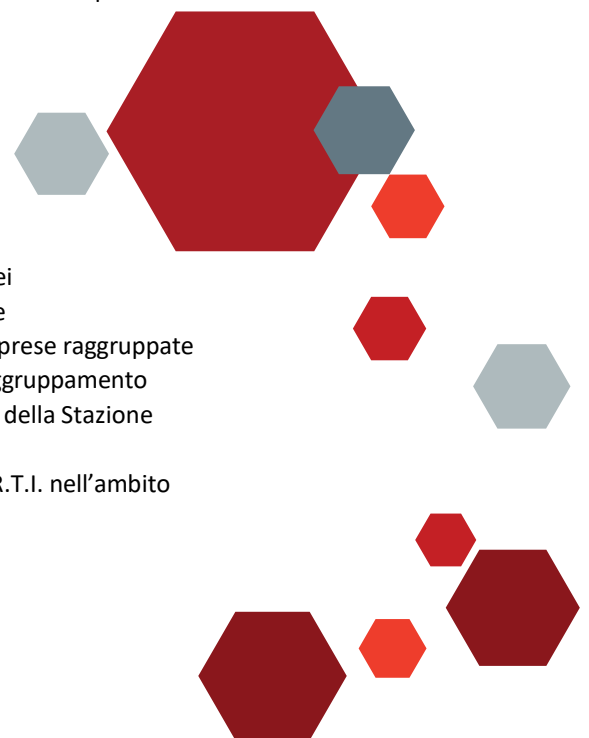 ei
e
prese raggruppate
ggruppamento
della Stazione
R.T.I. nell’ambito